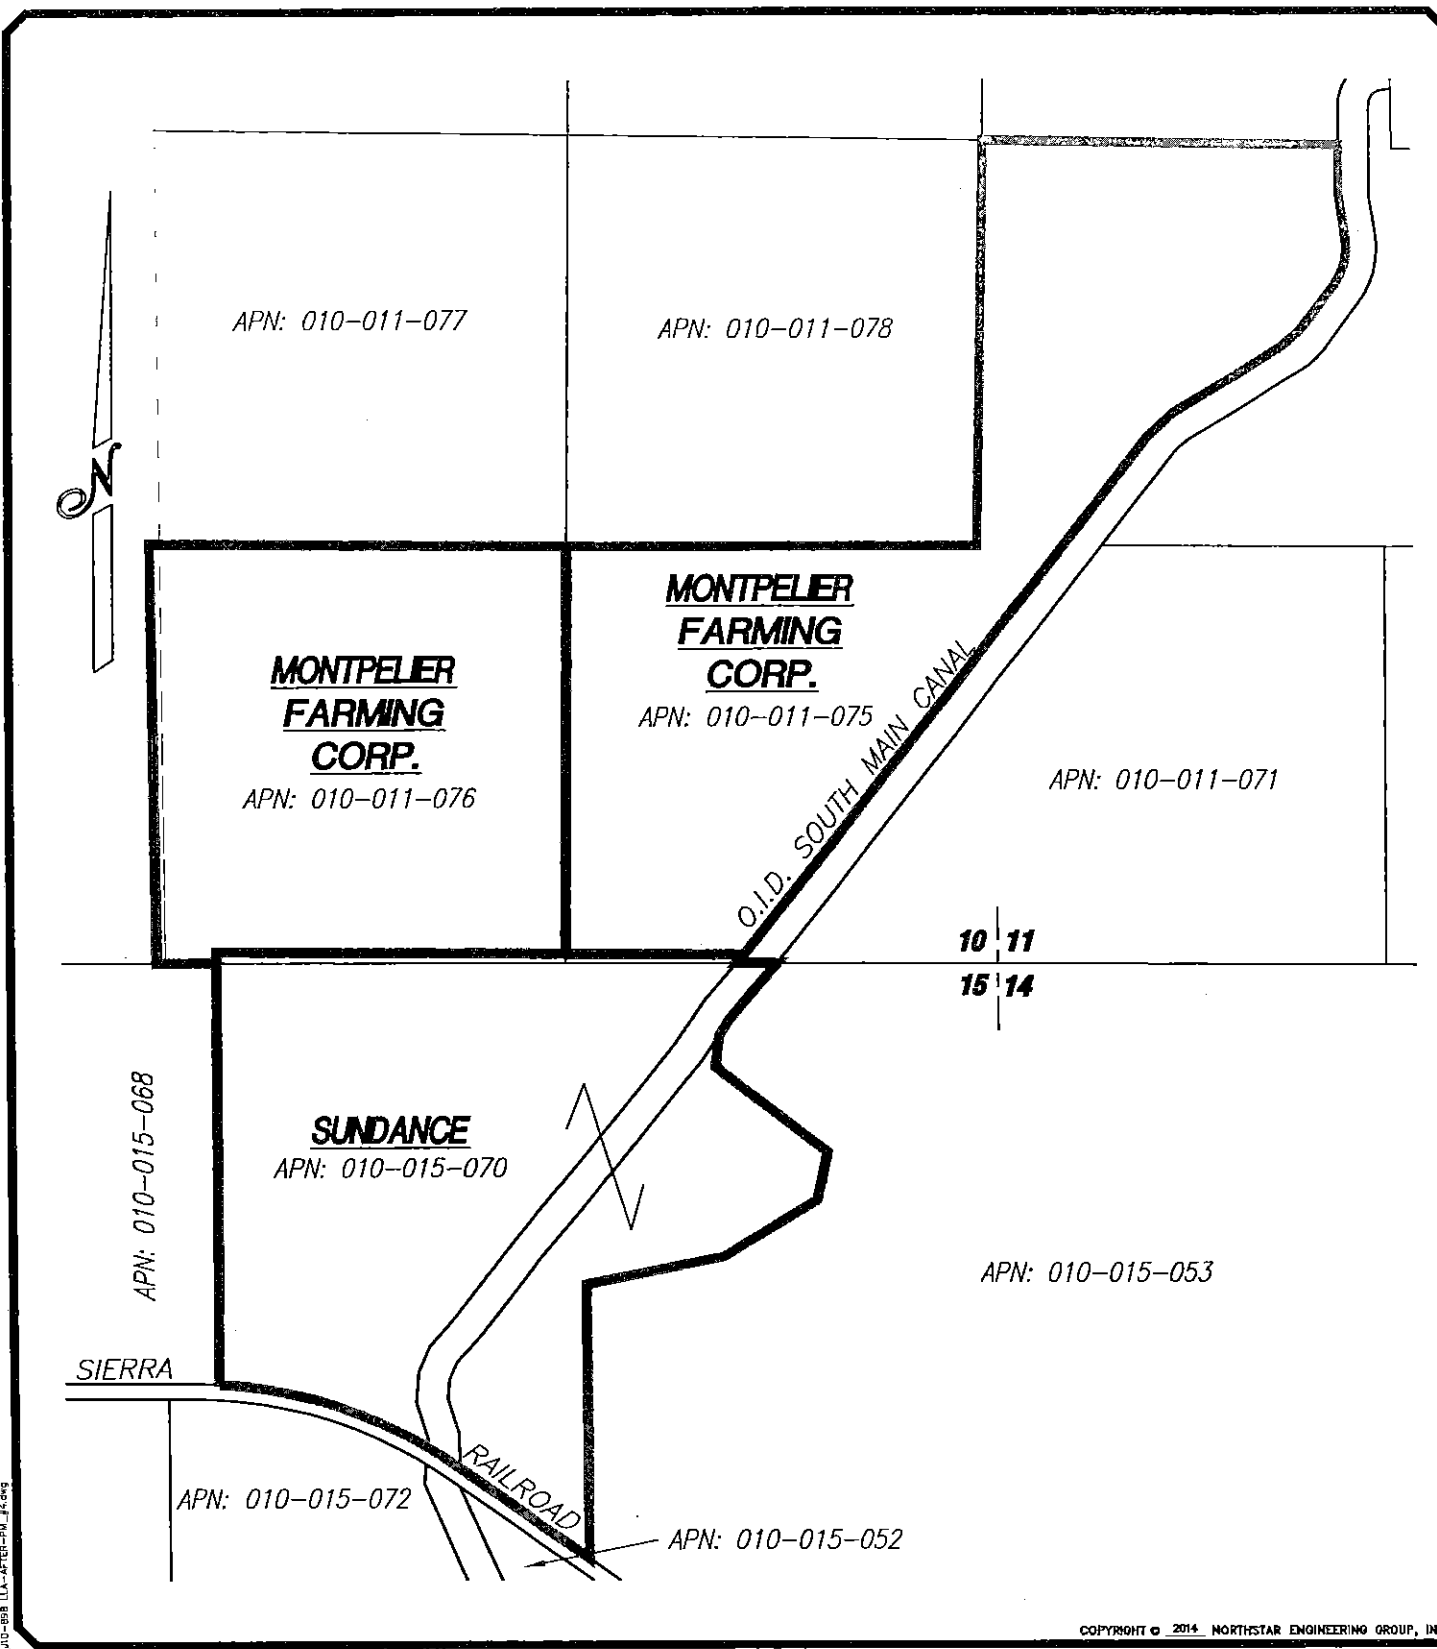 APN: 010-011-077
APN: 010-011-078
N
MONTPELIER
FARMING
CORP.
APN: 010-011-075
MONTPELIER
FARMING
CORP.
APN: 010-011-076
O.I.D. SOUTH MAIN CANAL
APN: 010-011-071
10 11
15 14
APN: 010-015-068
SUNDANCE
APN: 010-015-070
APN: 010-015-053
SIERRA
RAILROAD
APN: 010-015-072
APN: 010-015-052
COPYRIGHT © 2014 NORTHSTAR ENGINEERING GROUP, IN